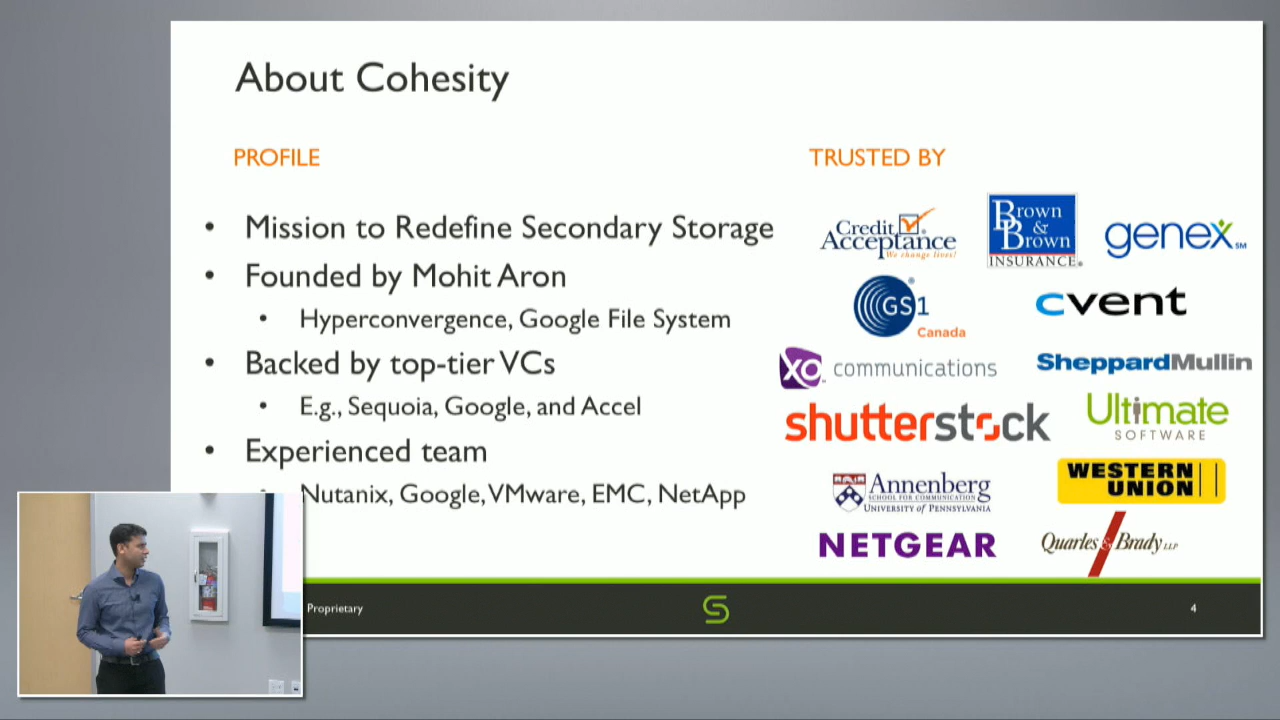 About Cohesity
PROFILE
• Mission to Redefine Secondary Storage
• Founded by Mohit Aron
• Hyperconvergence, Google File System
• Backed by top-tier VCs
• E.g., Sequoia, Google, and Accel
• Experienced team
• Nutanix, Google, VMware, EMC, NetApp
TRUSTED BY
Credit
Acceptance
We change lives!
Brown
&
Brown
INSURANCE®
genex SM
GS1
Canada
cvent
XO communications
SheppardMullin
shutterstock
Ultimate
SOFTWARE
Annenberg
SCHOOL FOR COMMUNICATION
UNIVERSITY OF PENNSYLVANIA
WESTERN
UNION
NETGEAR
Quarles & Brady LLP
Proprietary
4